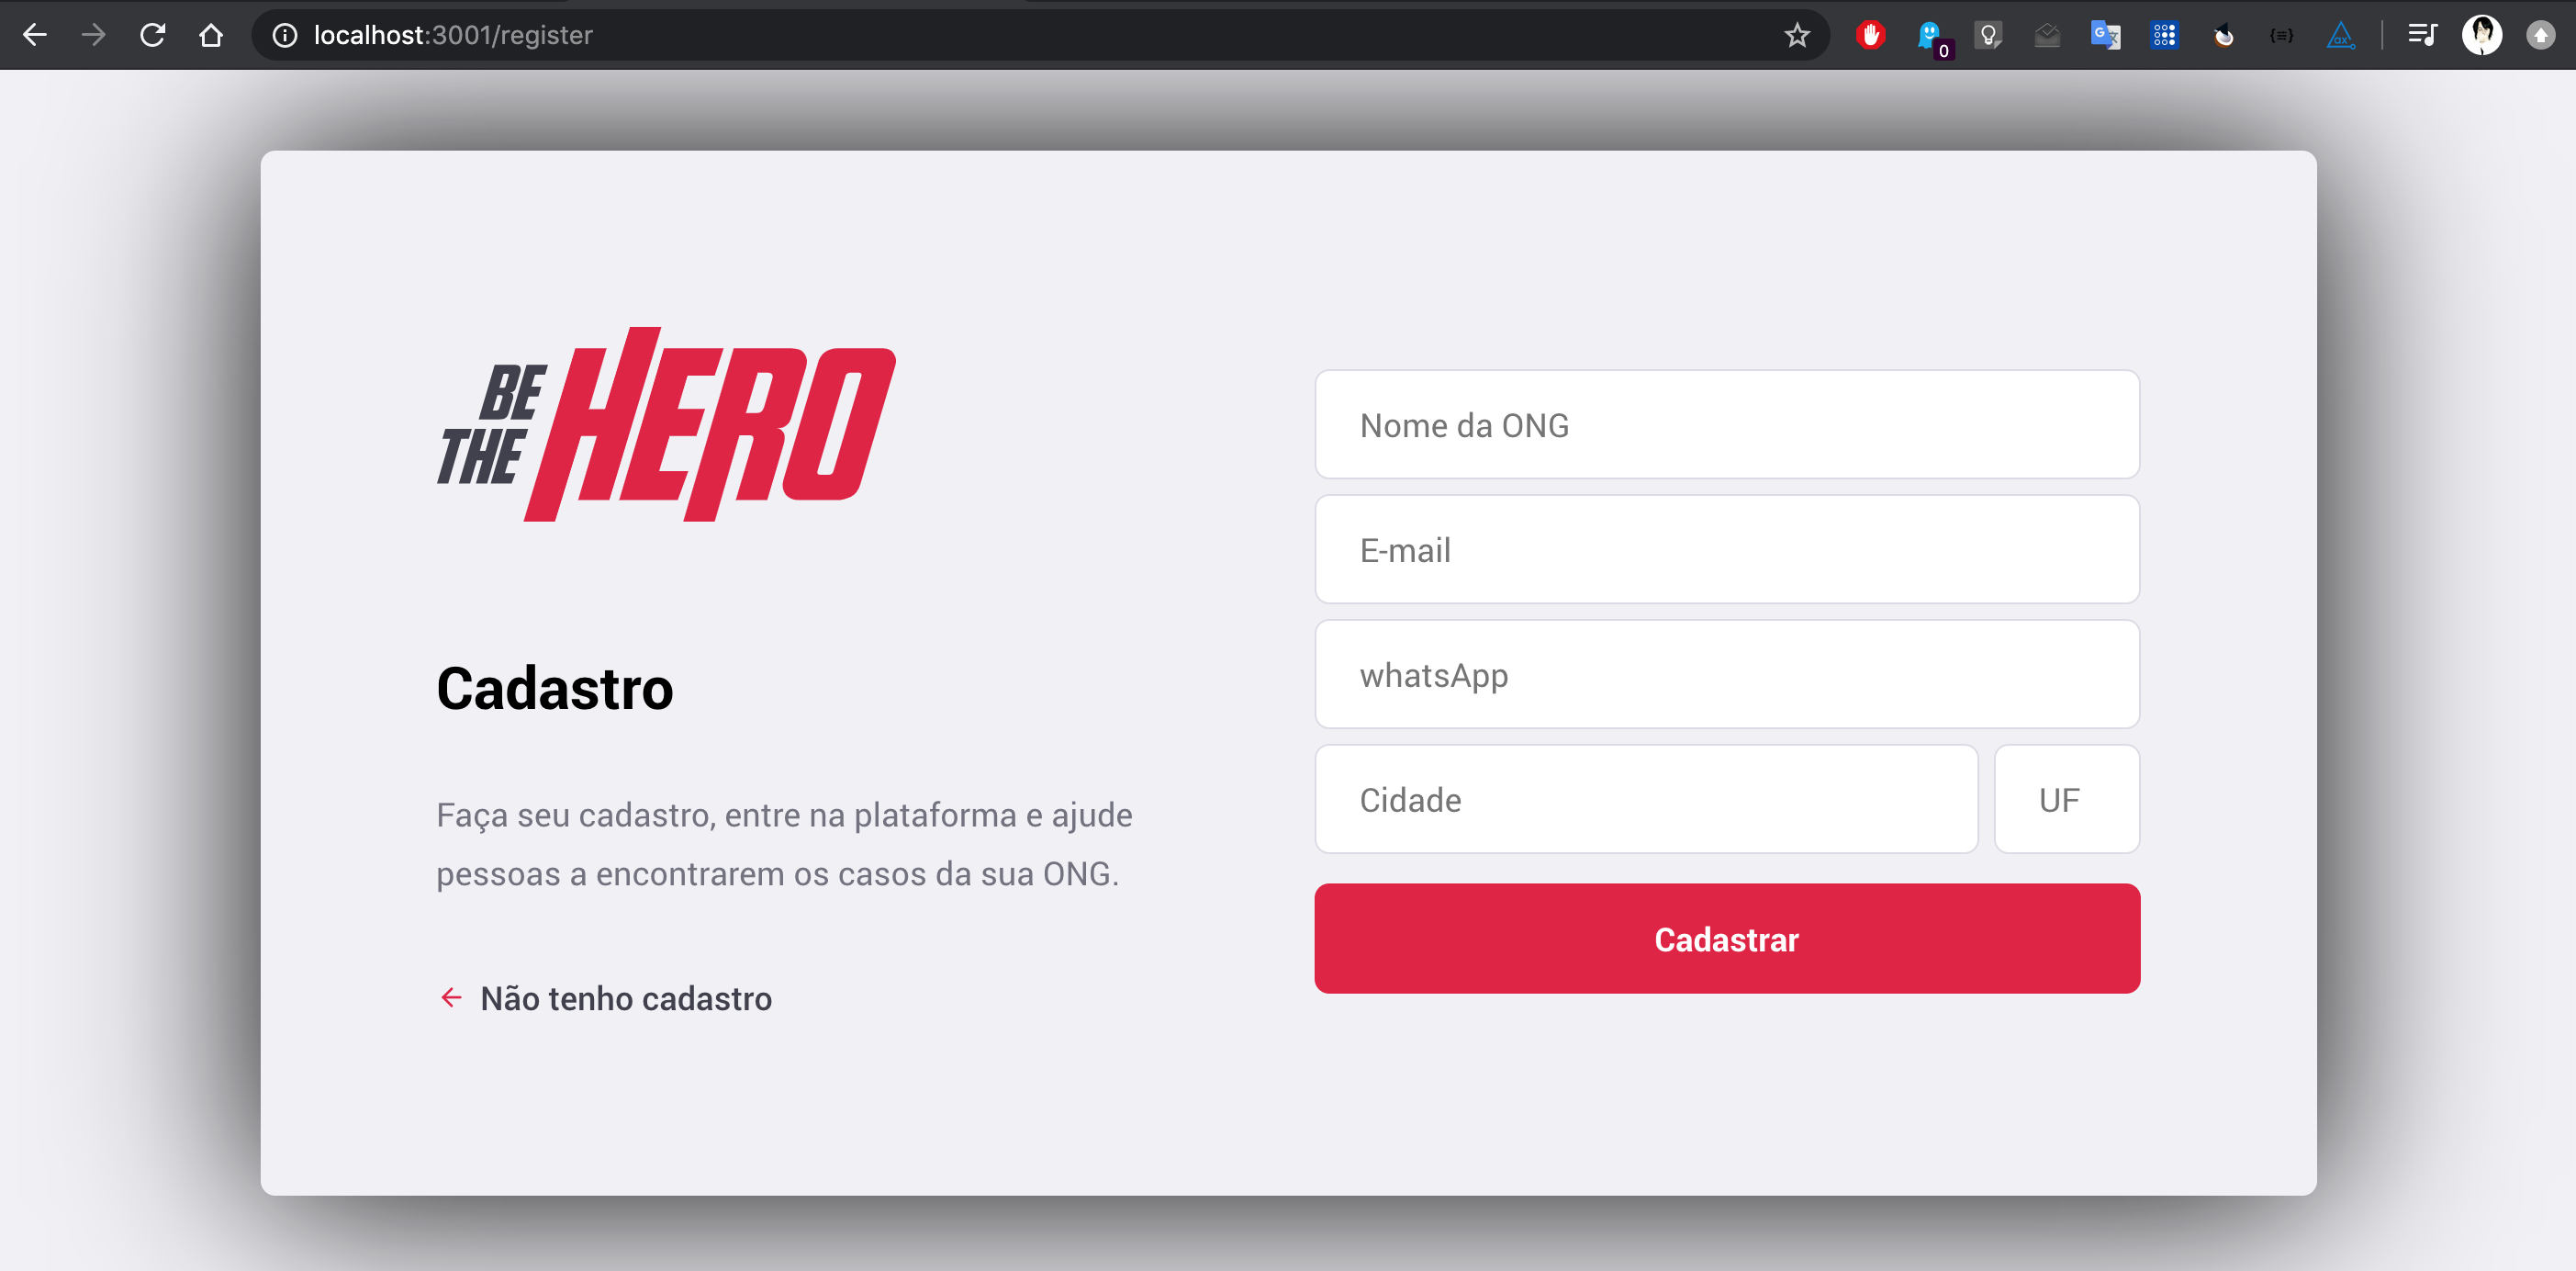 localhost:3001/register
0
BE
THE
HERO
Cadastro
Faça seu cadastro, entre na plataforma e ajude
pessoas a encontrarem os casos da sua ONG.
Não tenho cadastro
Nome da ONG
E-mail
whatsApp
Cidade
UF
Cadastrar